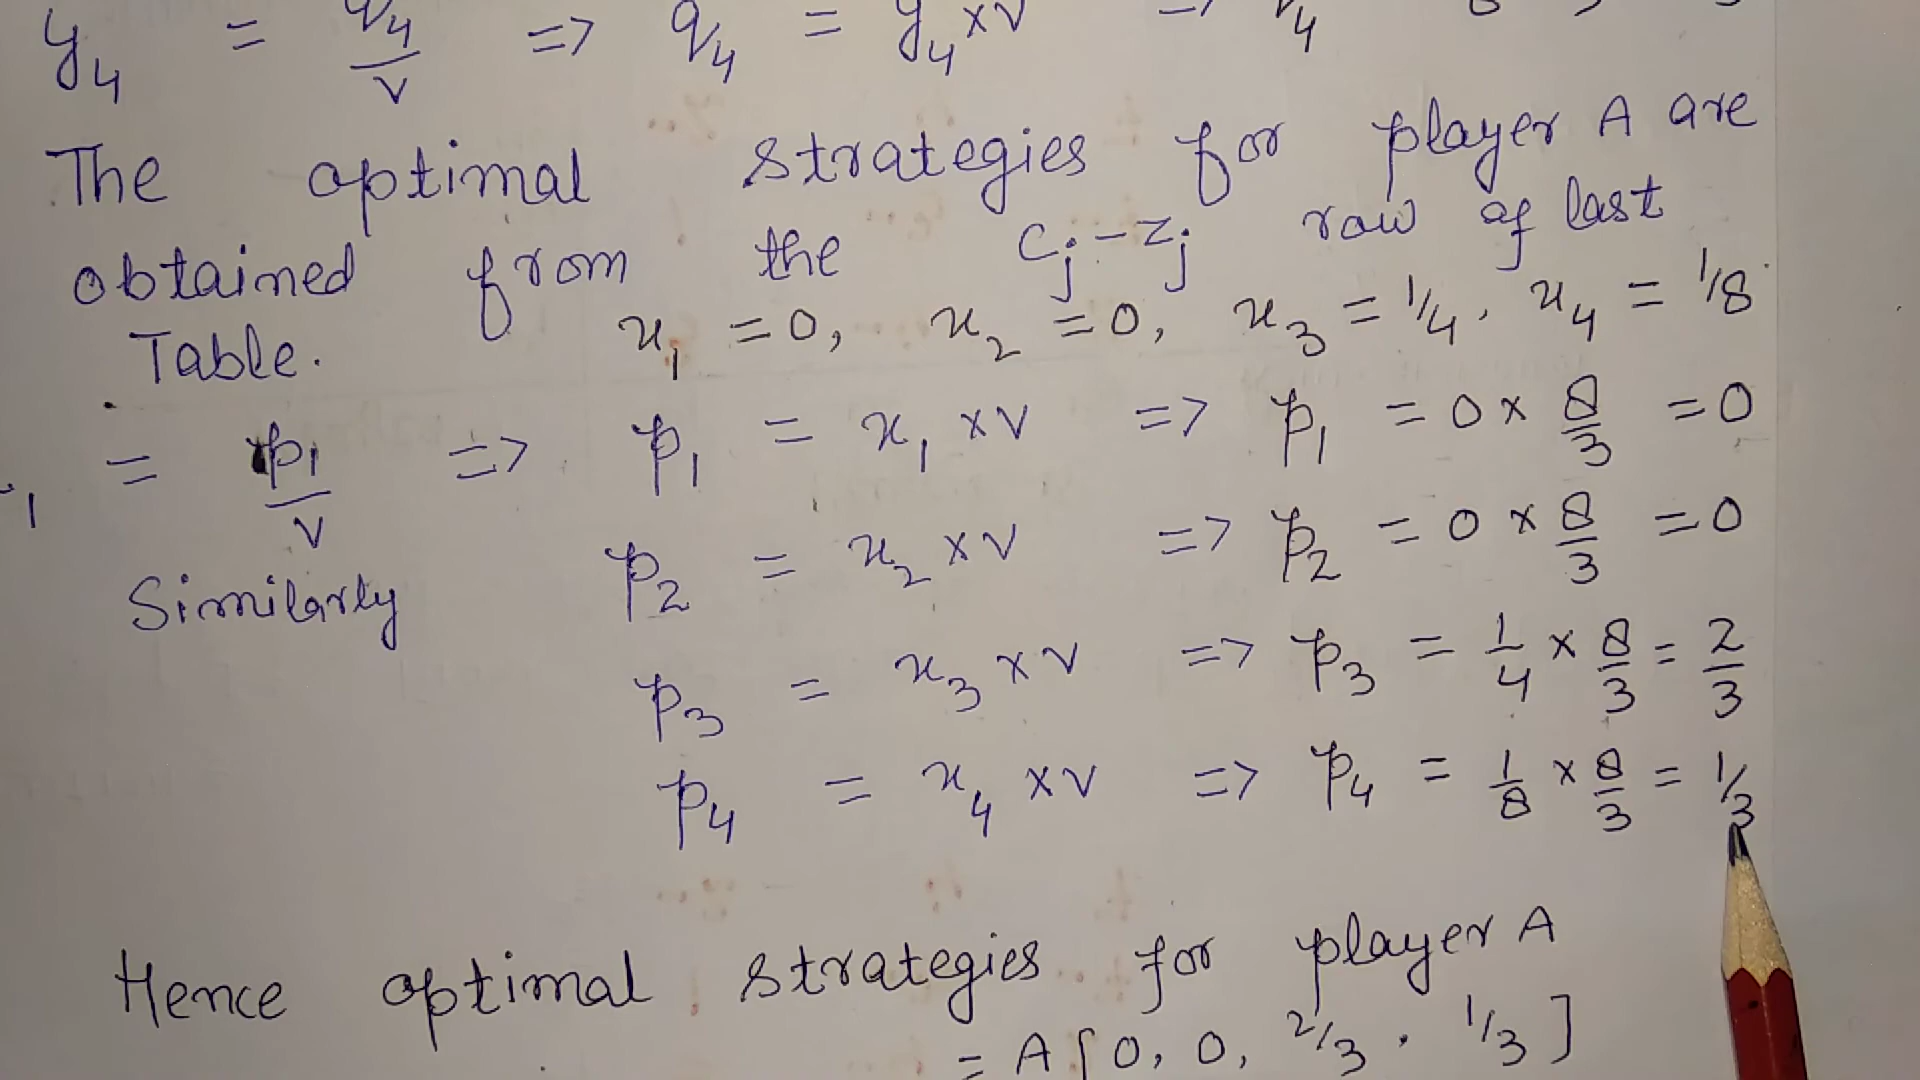 y₄ = q₄/v => q₄ = y₄ × v
The optimal strategies for player A are
obtained from the cⱼ - zⱼ row of last
Table. x₁ = 0, x₂ = 0, x₃ = 1/4, x₄ = 1/8
= p₁/v => p₁ = x₁ × v => p₁ = 0 × 8/3 = 0
Similarly p₂ = x₂ × v => p₂ = 0 × 8/3 = 0
p₃ = x₃ × v => p₃ = 1/4 × 8/3 = 2/3
p₄ = x₄ × v => p₄ = 1/8 × 8/3 = 1/3
Hence optimal strategies for player A
= A [0, 0, 2/3, 1/3]